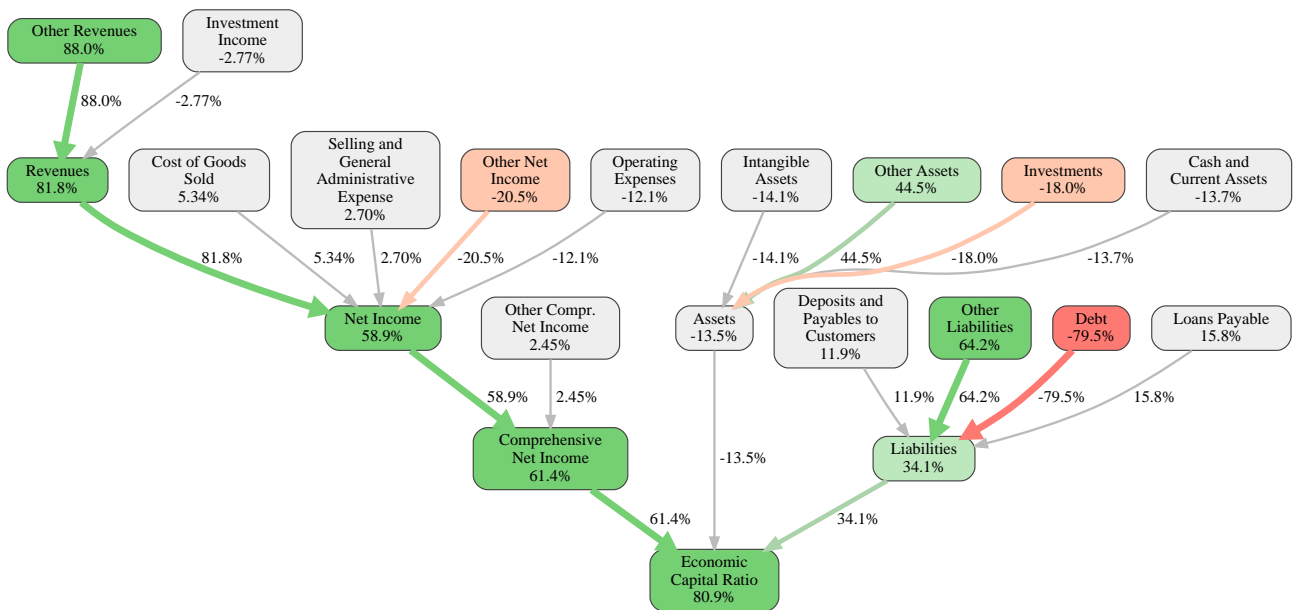 Other Revenues
88.0%
Investment
Income
-2.77%
88.0%
-2.77%
Revenues
81.8%
Cost of Goods
Sold
5.34%
Selling and
General
Administrative
Expense
2.70%
Other Net
Income
-20.5%
Operating
Expenses
-12.1%
Intangible
Assets
-14.1%
Other Assets
44.5%
Investments
-18.0%
Cash and
Current Assets
-13.7%
81.8%
5.34%
2.70%
-20.5%
-12.1%
-14.1%
44.5%
-18.0%
-13.7%
Net Income
58.9%
Other Compr.
Net Income
2.45%
Assets
-13.5%
Deposits and
Payables to
Customers
11.9%
Other
Liabilities
64.2%
Debt
-79.5%
Loans Payable
15.8%
58.9%
2.45%
11.9%
64.2%
-79.5%
15.8%
Comprehensive
Net Income
61.4%
-13.5%
Liabilities
34.1%
61.4%
34.1%
Economic
Capital Ratio
80.9%